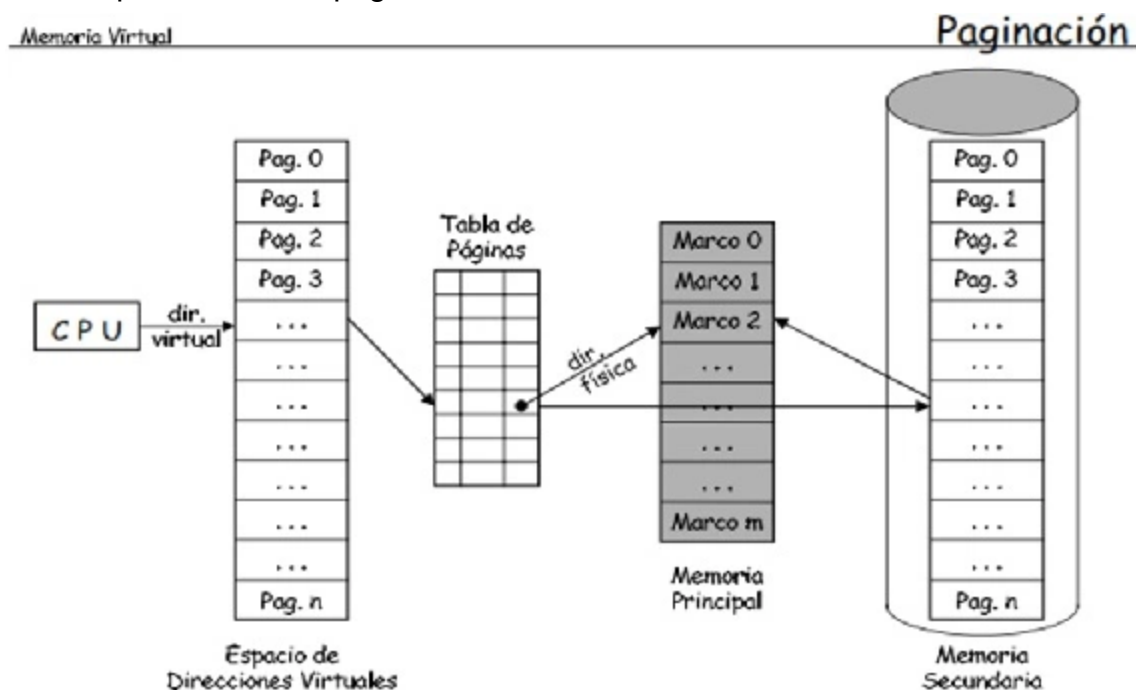 Memoria Virtual
Paginación
CPU
dir.
virtual
Pag. 0
Pag. 1
Pag. 2
Pag. 3
...
...
...
...
...
...
...
Pag. n
Espacio de
Direcciones Virtuales
Tabla de
Páginas
dir.
física
Marco 0
Marco 1
Marco 2
...
...
...
...
Marco m
Memoria
Principal
Pag. 0
Pag. 1
Pag. 2
Pag. 3
...
...
...
...
...
...
...
Pag. n
Memoria
Secundaria